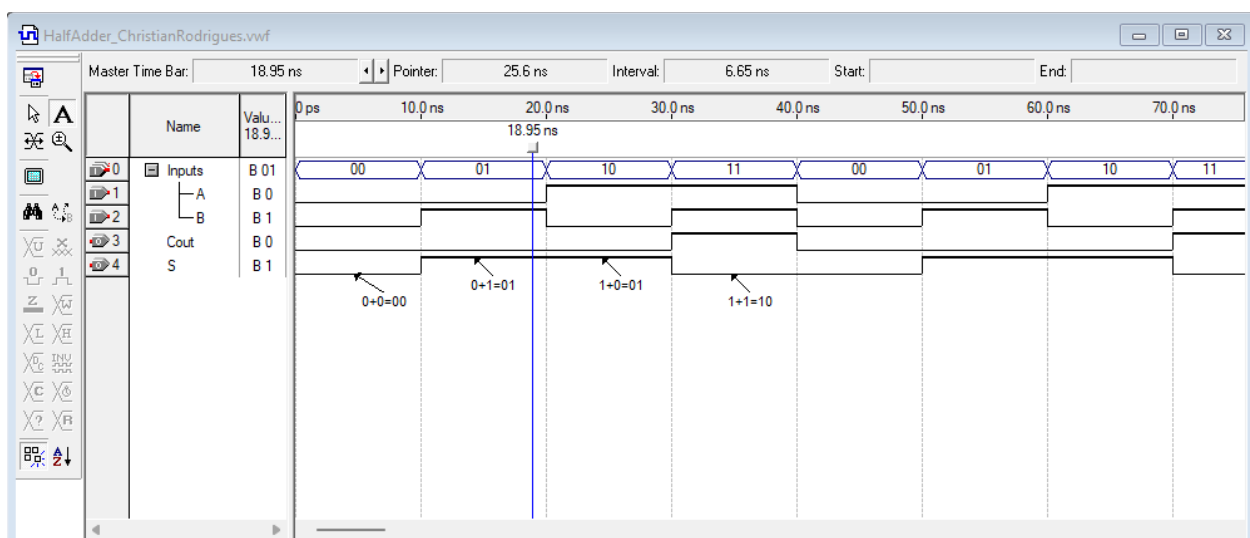 HalfAdder_ChristianRodrigues.vwf
Master Time Bar: 18.95 ns Pointer: 25.6 ns Interval: 6.65 ns Start: End:
Name Valu... 18.9...
0 ps 10.0 ns 20.0 ns 30.0 ns 40.0 ns 50.0 ns 60.0 ns 70.0 ns
18.95 ns
0 Inputs B 01 00 01 10 11 00 01 10 11
1 A B 0
2 B B 1
3 Cout B 0
4 S B 1
0+0=00 0+1=01 1+0=01 1+1=10